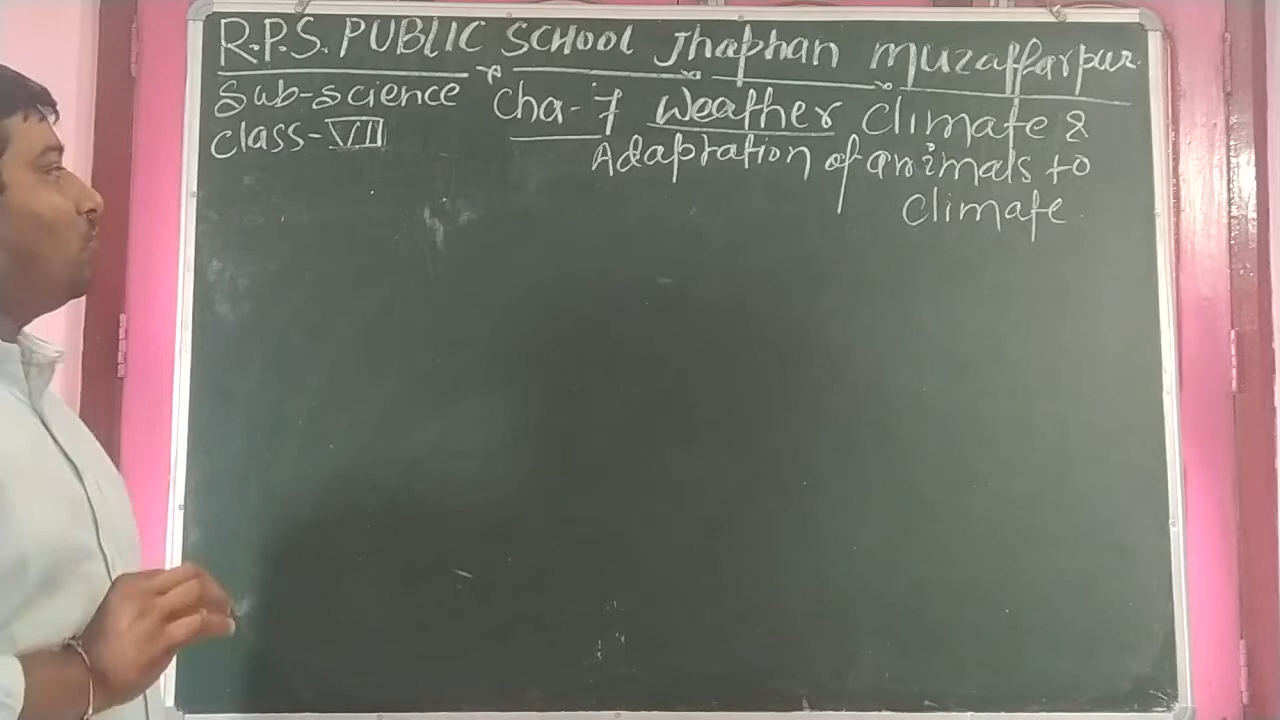 R.P.S. PUBLIC SCHOOL Jhaphan Muzaffarpur.
Sub-science Cha-7 Weather Climate &
Class-VII Adaptation of animals to
Climate